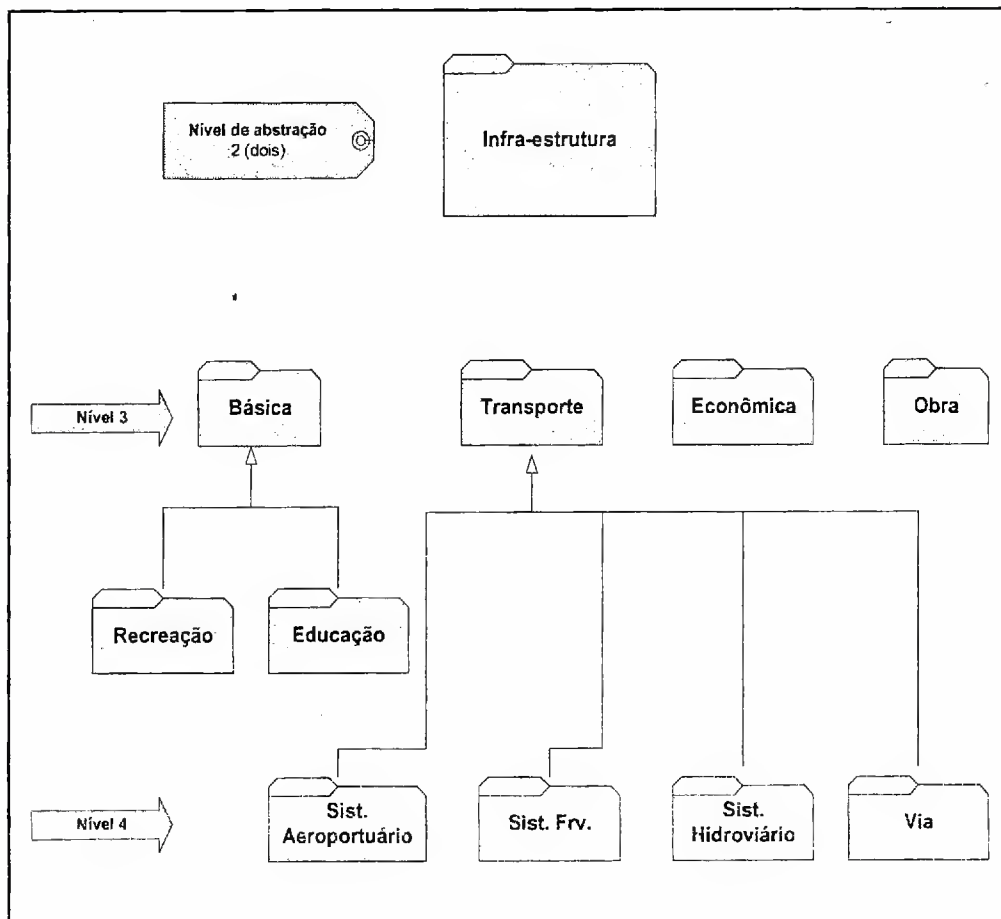 Nível de abstração
2 (dois)
Infra-estrutura
Nível 3
Básica
Transporte
Econômica
Obra
Recreação
Educação
Nível 4
Sist.
Aeroportuário
Sist. Frv.
Sist.
Hidroviário
Via